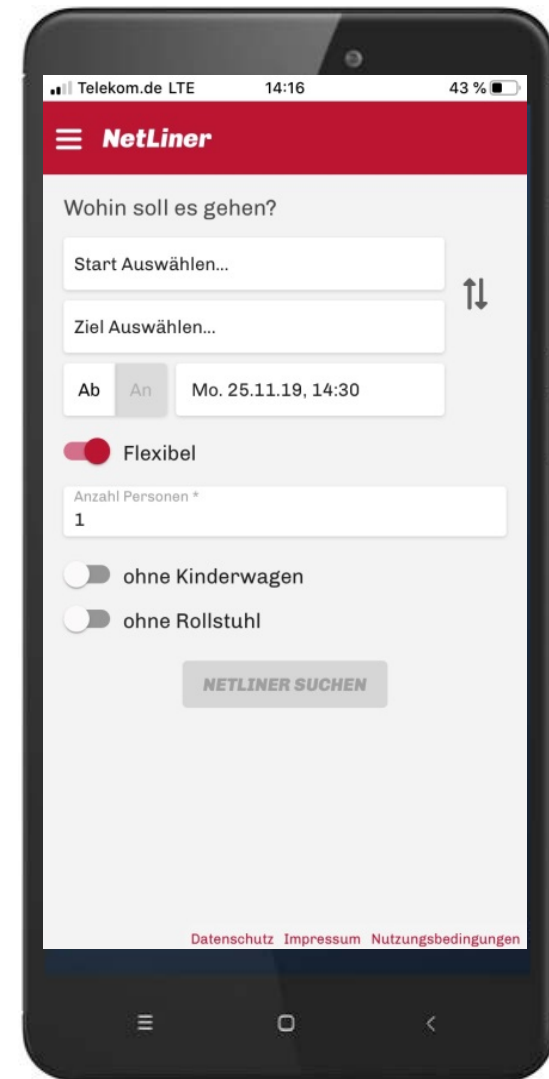 Telekom.de LTE 14:16 43 %
NetLiner
Wohin soll es gehen?
Start Auswählen...
Ziel Auswählen...
Ab An Mo. 25.11.19, 14:30
Flexibel
Anzahl Personen *
1
ohne Kinderwagen
ohne Rollstuhl
NETLINER SUCHEN
Datenschutz Impressum Nutzungsbedingungen